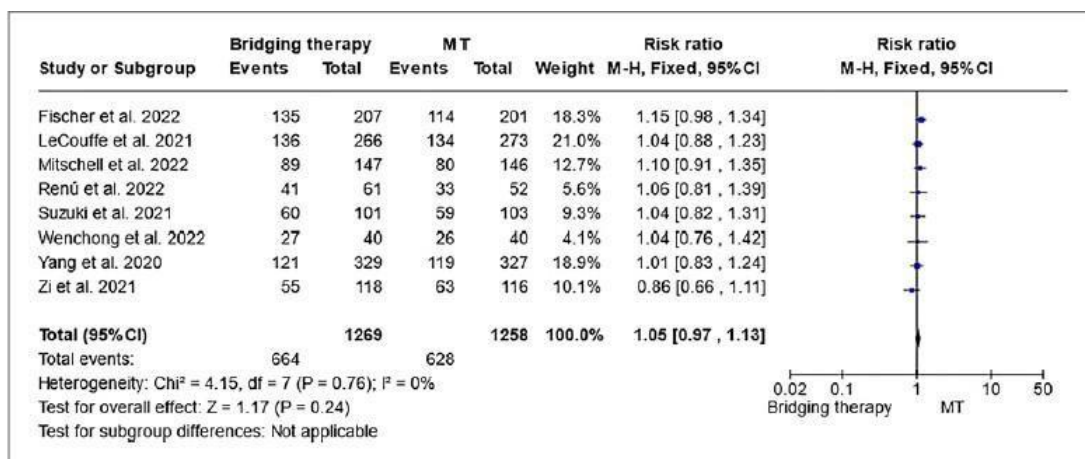 Bridging therapy MT Risk ratio Risk ratio
Study or Subgroup Events Total Events Total Weight M-H, Fixed, 95%CI M-H, Fixed, 95%CI
Fischer et al. 2022 135 207 114 201 18.3% 1.15 [0.98 , 1.34]
LeCouffe et al. 2021 136 266 134 273 21.0% 1.04 [0.88 , 1.23]
Mitschell et al. 2022 89 147 80 146 12.7% 1.10 [0.91 , 1.35]
Renú et al. 2022 41 61 33 52 5.6% 1.06 [0.81 , 1.39]
Suzuki et al. 2021 60 101 59 103 9.3% 1.04 [0.82 , 1.31]
Wenchong et al. 2022 27 40 26 40 4.1% 1.04 [0.76 , 1.42]
Yang et al. 2020 121 329 119 327 18.9% 1.01 [0.83 , 1.24]
Zi et al. 2021 55 118 63 116 10.1% 0.86 [0.66 , 1.11]
Total (95%CI) 1269 1258 100.0% 1.05 [0.97 , 1.13]
Total events: 664 628
Heterogeneity: Chi² = 4.15, df = 7 (P = 0.76); I² = 0%
Test for overall effect: Z = 1.17 (P = 0.24)
Test for subgroup differences: Not applicable
0.02 0.1 1 10 50
Bridging therapy MT